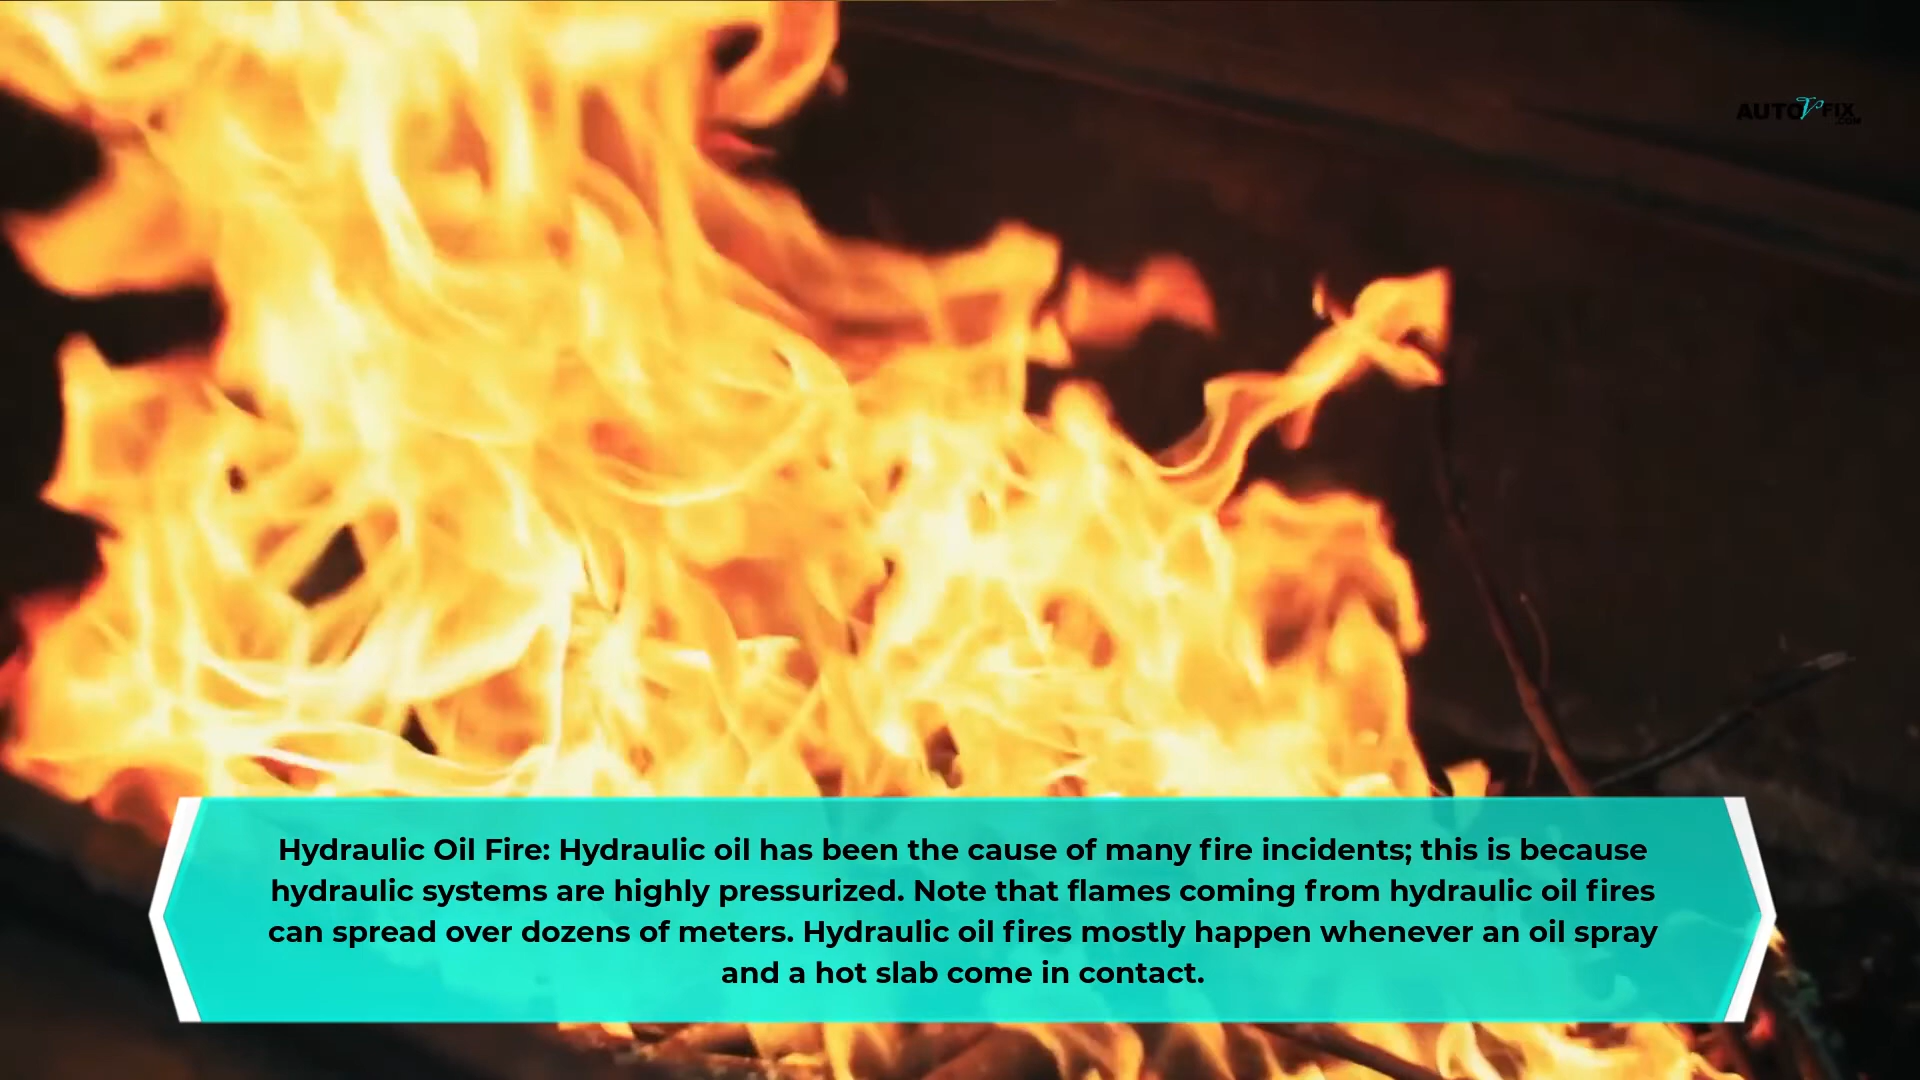 AUTOVFIX
.COM
Hydraulic Oil Fire: Hydraulic oil has been the cause of many fire incidents; this is because
hydraulic systems are highly pressurized. Note that flames coming from hydraulic oil fires
can spread over dozens of meters. Hydraulic oil fires mostly happen whenever an oil spray
and a hot slab come in contact.